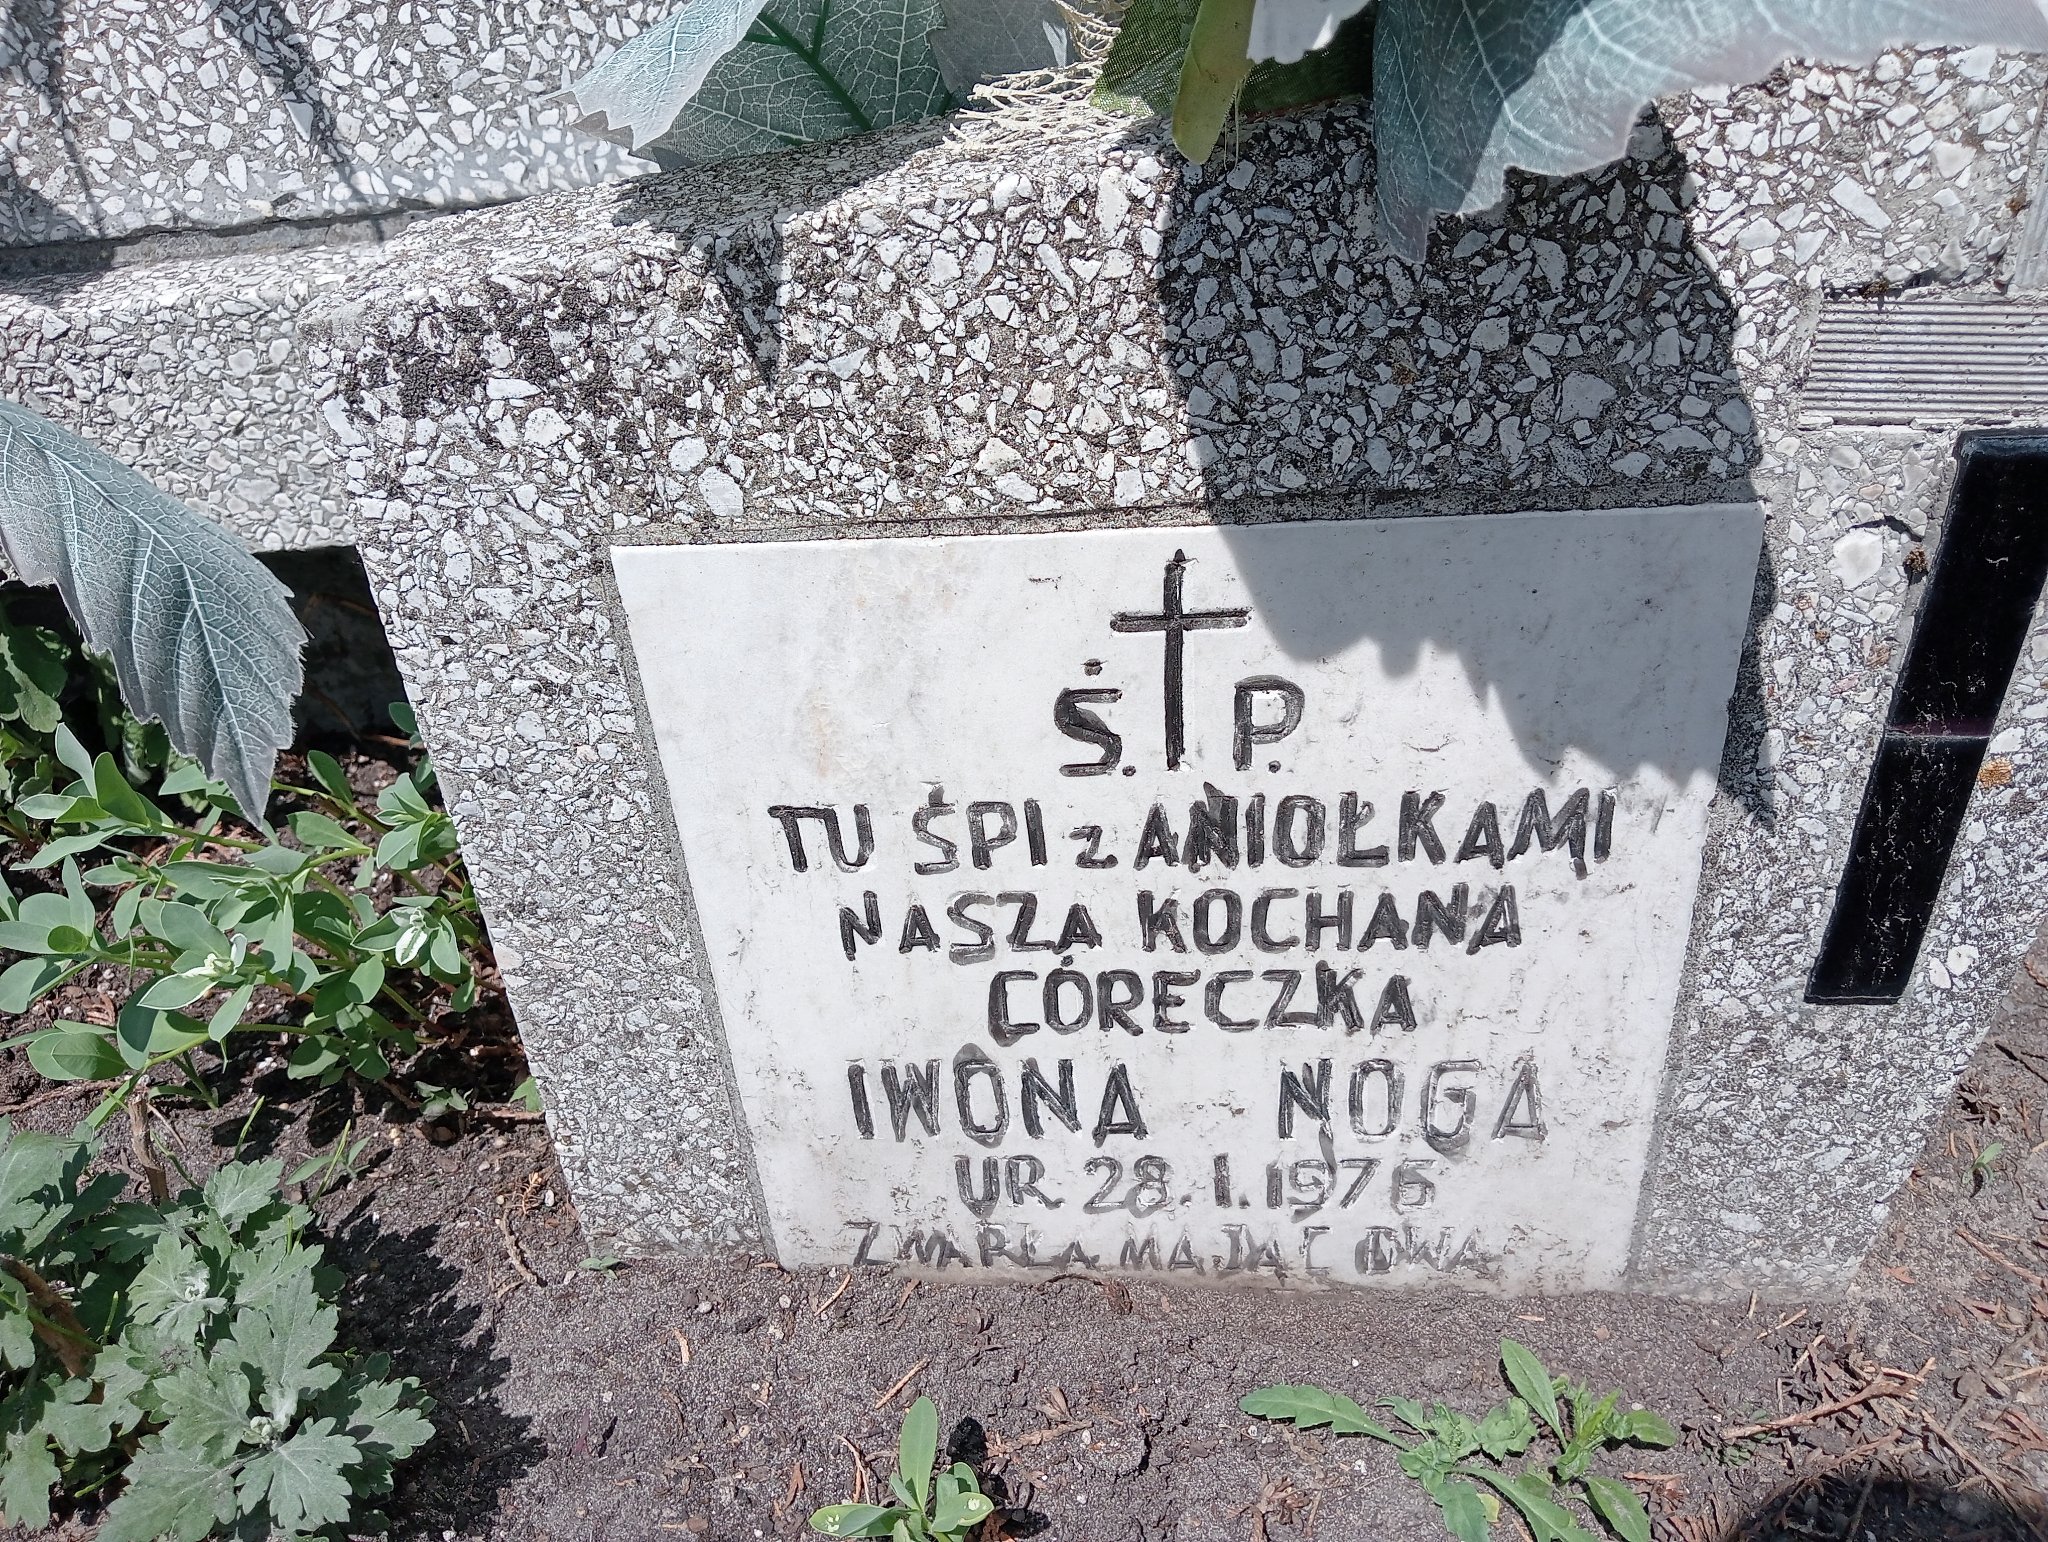 Ś. P.
TU ŚPI z ANIOŁKAMI
NASZA KOCHANA
CÓRECZKA
IWONA NOGA
UR 28.1.1976
ZMARŁA MAJĄC DWA